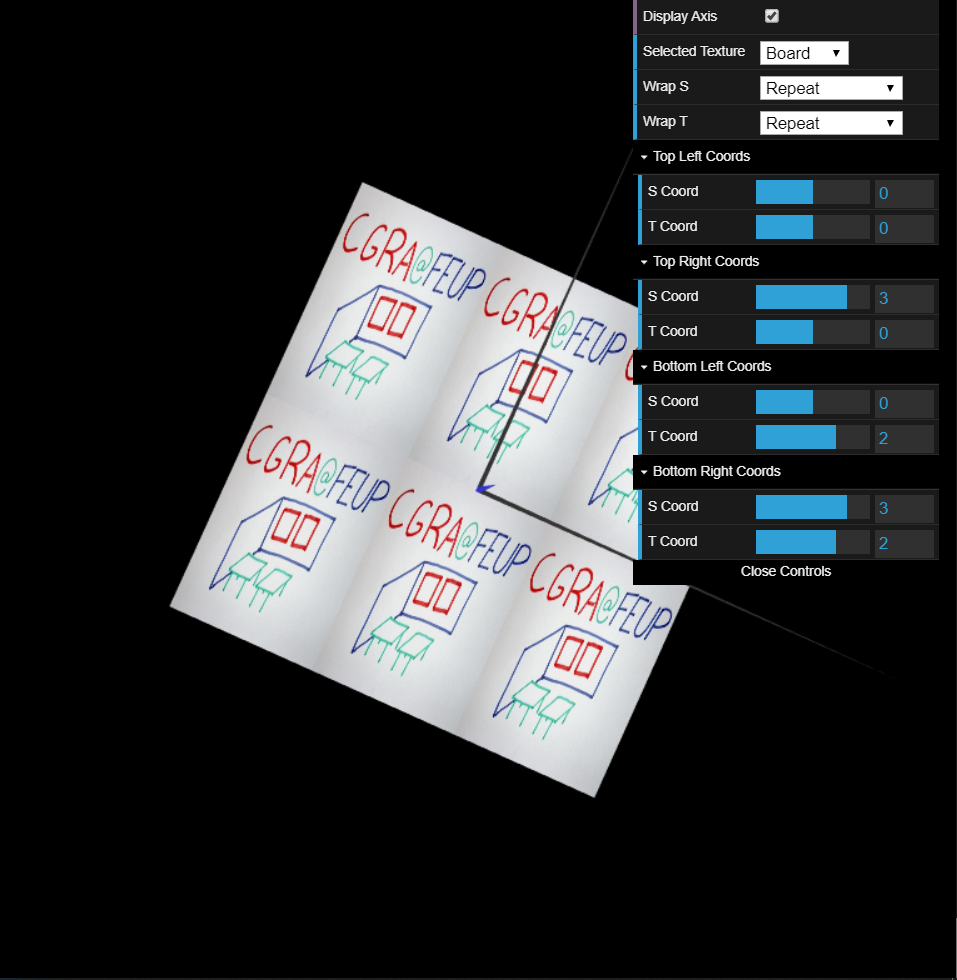 Display Axis
Selected Texture Board
Wrap S Repeat
Wrap T Repeat
Top Left Coords
S Coord 0
T Coord 0
Top Right Coords
S Coord 3
T Coord 0
Bottom Left Coords
S Coord 0
T Coord 2
Bottom Right Coords
S Coord 3
T Coord 2
Close Controls
CGRA@FEUP
CGRA@FEUP
CGRA@FEUP
CGRA@FEUP
CGRA@FEUP